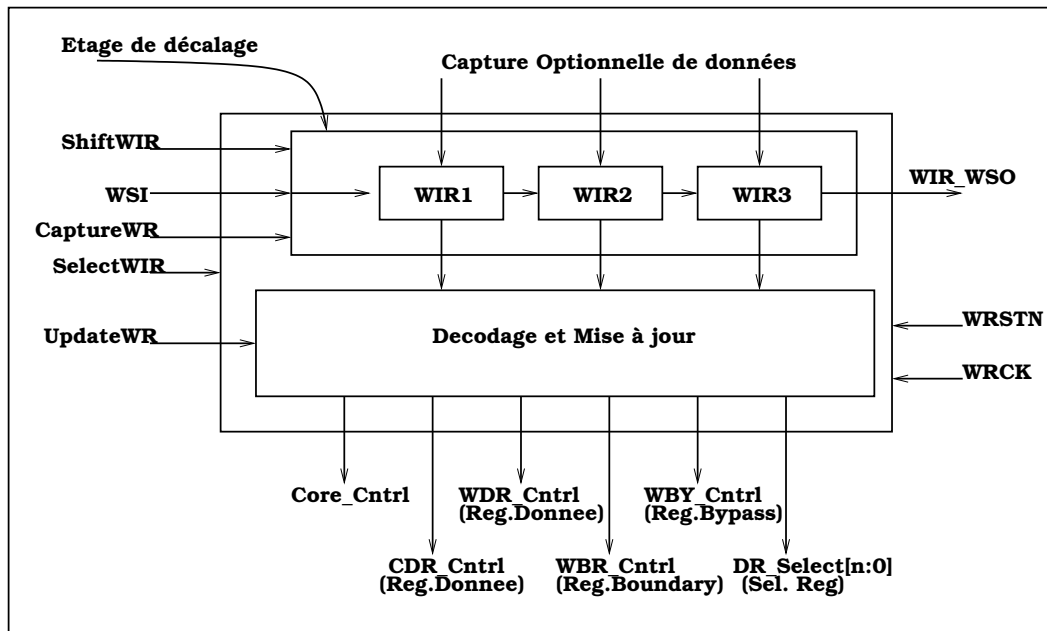 Etage de décalage
Capture Optionnelle de données
ShiftWIR
WSI
CaptureWR
SelectWIR
UpdateWR
WIR1
WIR2
WIR3
WIR_WSO
Decodage et Mise à jour
WRSTN
WRCK
Core_Cntrl
WDR_Cntrl
(Reg.Donnee)
WBY_Cntrl
(Reg.Bypass)
CDR_Cntrl
(Reg.Donnee)
WBR_Cntrl
(Reg.Boundary)
DR_Select[n:0]
(Sel. Reg)